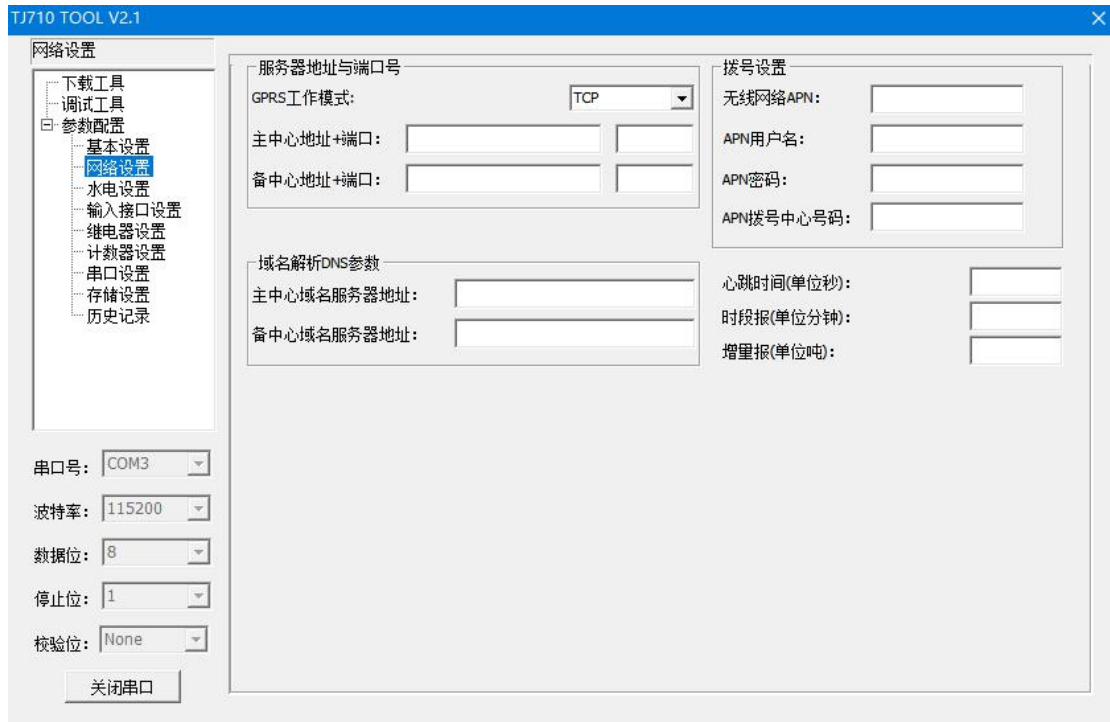 TJ710 TOOL V2.1
网络设置
下载工具
调试工具
参数配置
基本设置
网络设置
水电设置
输入接口设置
继电器设置
计数器设置
串口设置
存储设置
历史记录
串口号: COM3
波特率: 115200
数据位: 8
停止位: 1
校验位: None
关闭串口
服务器地址与端口号
GPRS工作模式: TCP
主中心地址+端口:
备中心地址+端口:
域名解析DNS参数
主中心域名服务器地址:
备中心域名服务器地址:
拨号设置
无线网络APN:
APN用户名:
APN密码:
APN拨号中心号码:
心跳时间(单位秒):
时段报(单位分钟):
增量报(单位吨):